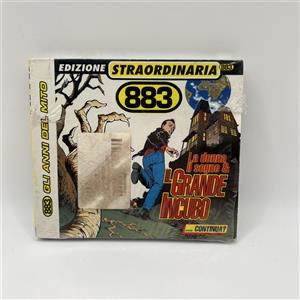 EDIZIONE STRAORDINARIA 883
883
883 GLI ANNI DEL MITO
La donna
il sogno &
IL GRANDE
INCUBO
... CONTINUA?